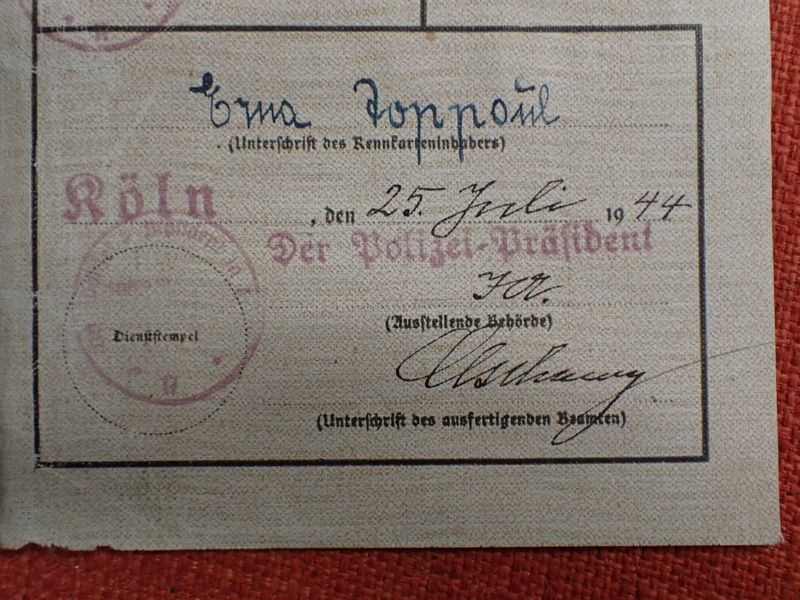 Erna Toppoŭl
(Unterschrift des Kennkarteninhabers)
Köln, den 25. Juli 1944
Der Polizei-Präsident
I.A.
(Ausstellende Behörde)
Dienststempel
(Unterschrift des ausfertigenden Beamten)